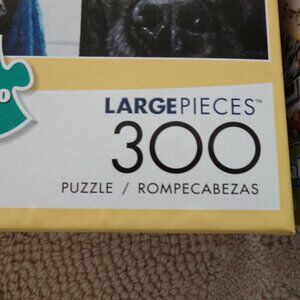 LARGEPIECES™
300
PUZZLE / ROMPECABEZAS